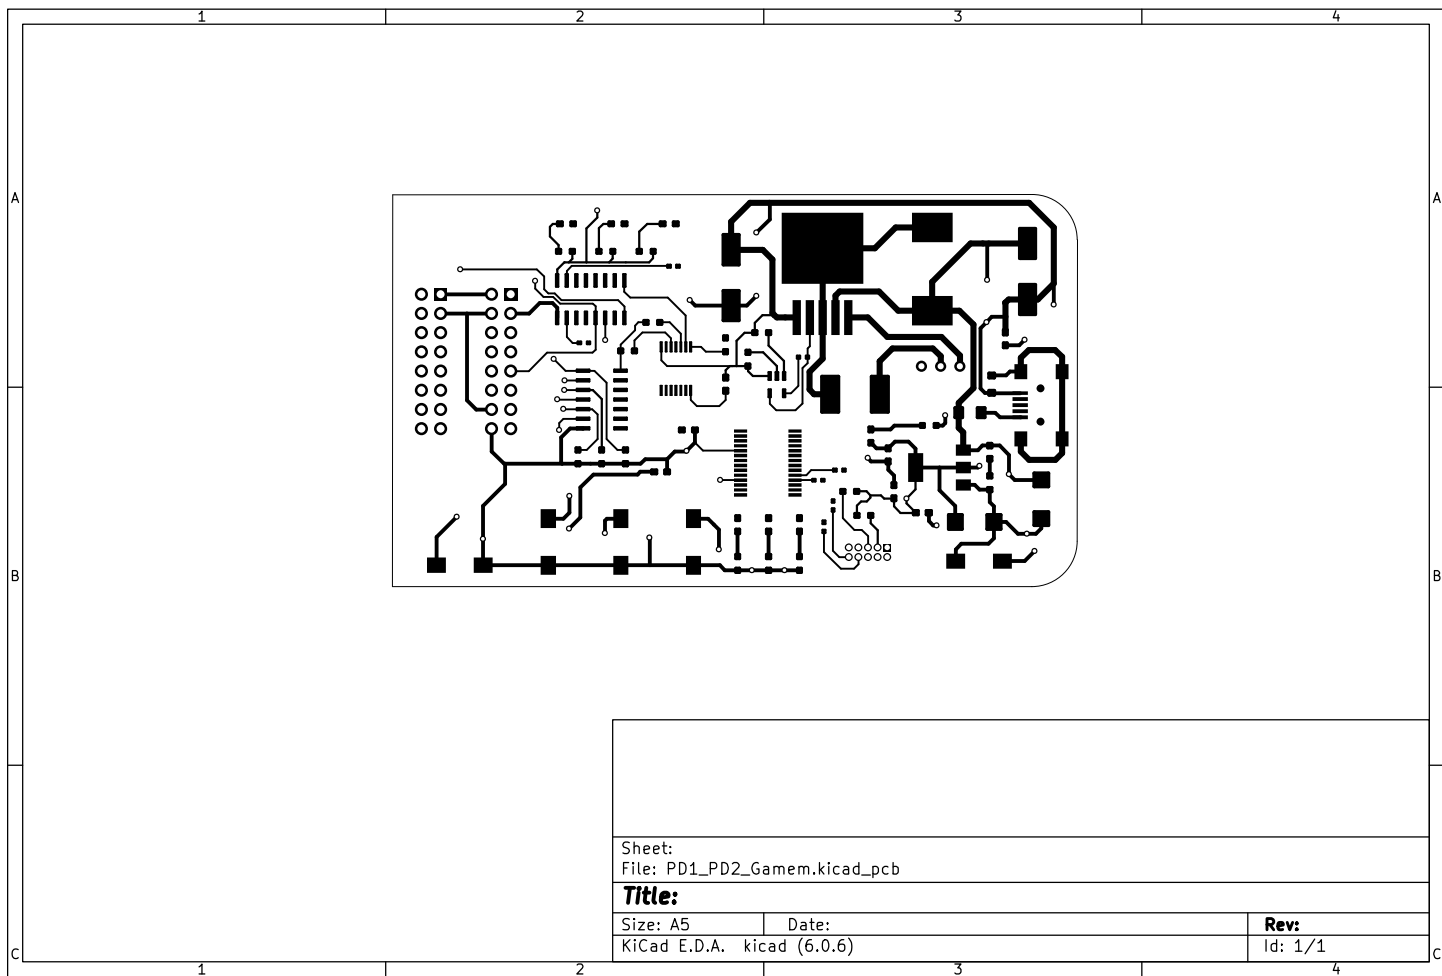 1 2 3 4
A A
B B
Sheet:
File: PD1_PD2_Gamem.kicad_pcb
Title:
Size: A5 Date: Rev:
KiCad E.D.A. kicad (6.0.6) Id: 1/1
C C
1 2 3 4